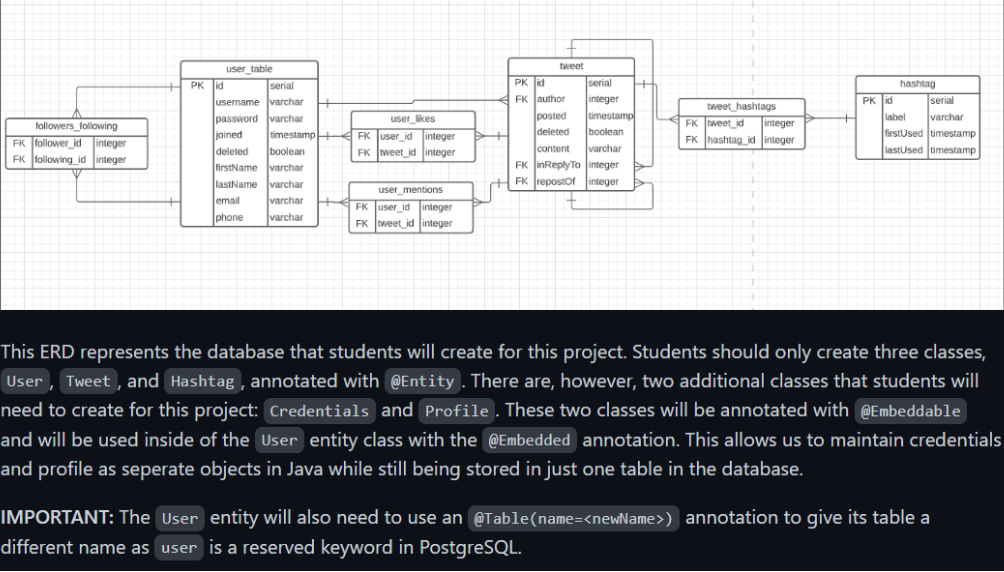 followers_following
FK follower_id integer
FK following_id integer
user_table
PK id serial
username varchar
password varchar
joined timestamp
deleted boolean
firstName varchar
lastName varchar
email varchar
phone varchar
user_likes
FK user_id integer
FK tweet_id integer
user_mentions
FK user_id integer
FK tweet_id integer
tweet
PK id serial
FK author integer
posted timestamp
deleted boolean
content varchar
FK inReplyTo integer
FK repostOf integer
tweet_hashtags
FK tweet_id integer
FK hashtag_id integer
hashtag
PK id serial
label varchar
firstUsed timestamp
lastUsed timestamp
This ERD represents the database that students will create for this project. Students should only create three classes,
User, Tweet, and Hashtag, annotated with @Entity. There are, however, two additional classes that students will
need to create for this project: Credentials and Profile. These two classes will be annotated with @Embeddable
and will be used inside of the User entity class with the @Embedded annotation. This allows us to maintain credentials
and profile as seperate objects in Java while still being stored in just one table in the database.
IMPORTANT: The User entity will also need to use an @Table(name=<newName>) annotation to give its table a
different name as user is a reserved keyword in PostgreSQL.